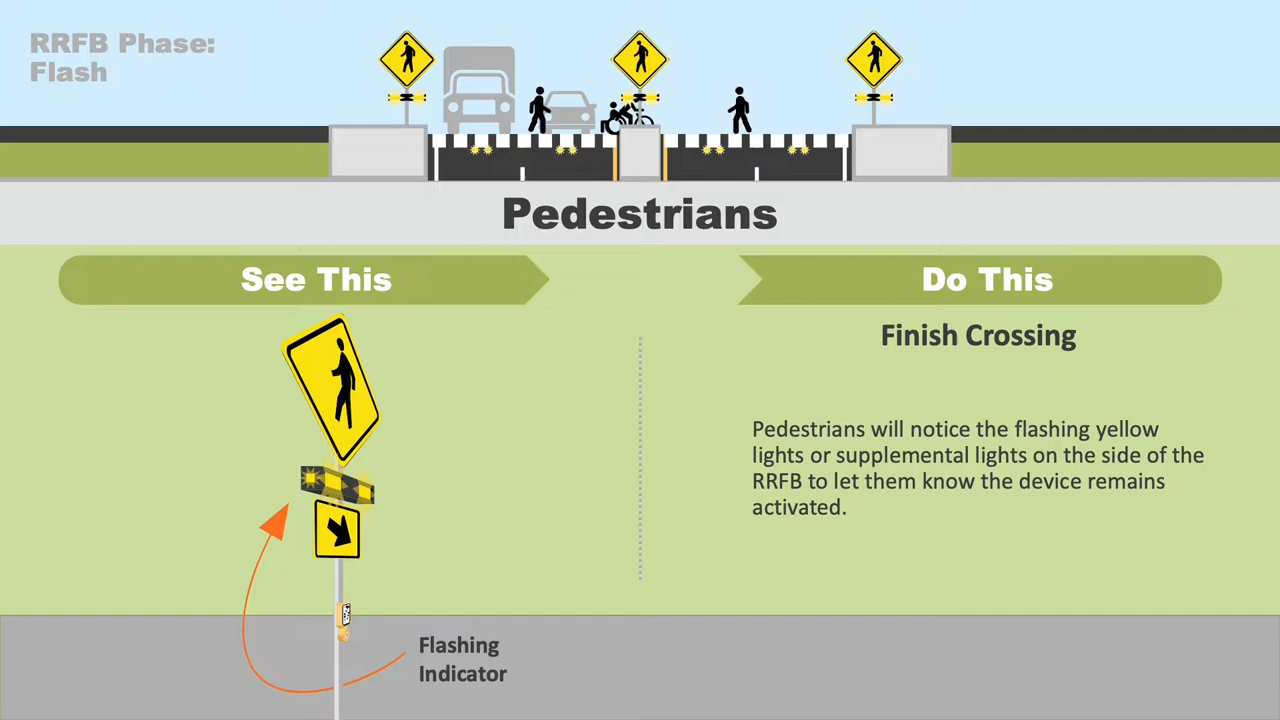 RRFB Phase:
Flash
Pedestrians
See This
Do This
Finish Crossing
Pedestrians will notice the flashing yellow
lights or supplemental lights on the side of the
RRFB to let them know the device remains
activated.
Flashing
Indicator